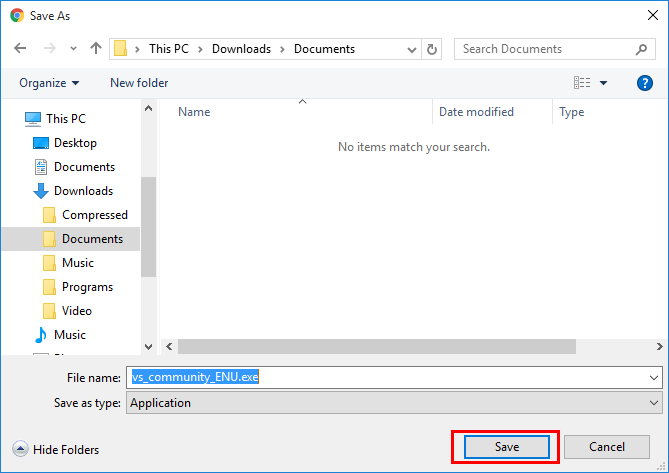 Save As
This PC > Downloads > Documents
Search Documents
Organize
New folder
?
Name
Date modified
Type
No items match your search.
This PC
Desktop
Documents
Downloads
Compressed
Documents
Music
Programs
Video
Music
File name:
vs_community_ENU.exe
Save as type:
Application
Hide Folders
Save
Cancel